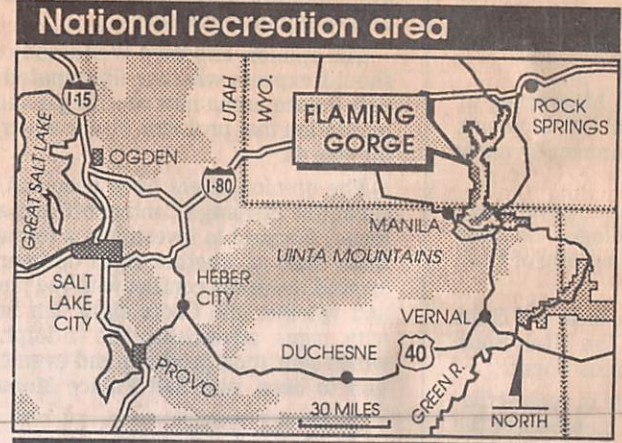 National recreation area
I-15
UTAH
WYO.
FLAMING
GORGE
ROCK
SPRINGS
GREAT SALT LAKE
OGDEN
I-80
MANILA
UINTA MOUNTAINS
SALT
LAKE
CITY
HEBER
CITY
VERNAL
DUCHESNE
40
PROVO
GREEN R.
30 MILES
NORTH